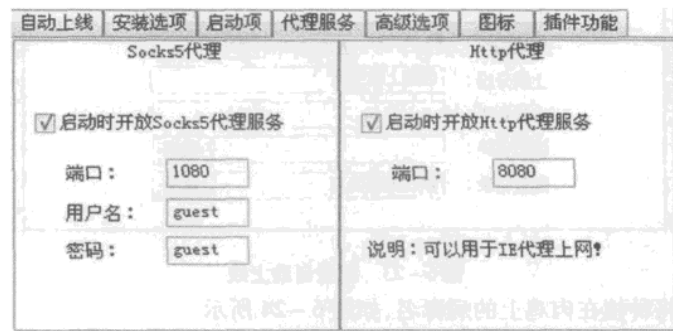 自动上线 安装选项 启动项 代理服务 高级选项 图标 插件功能
Socks5代理
Http代理
启动时开放Socks5代理服务
启动时开放Http代理服务
端口： 1080
端口： 8080
用户名： guest
密码： guest
说明：可以用于IE代理上网!